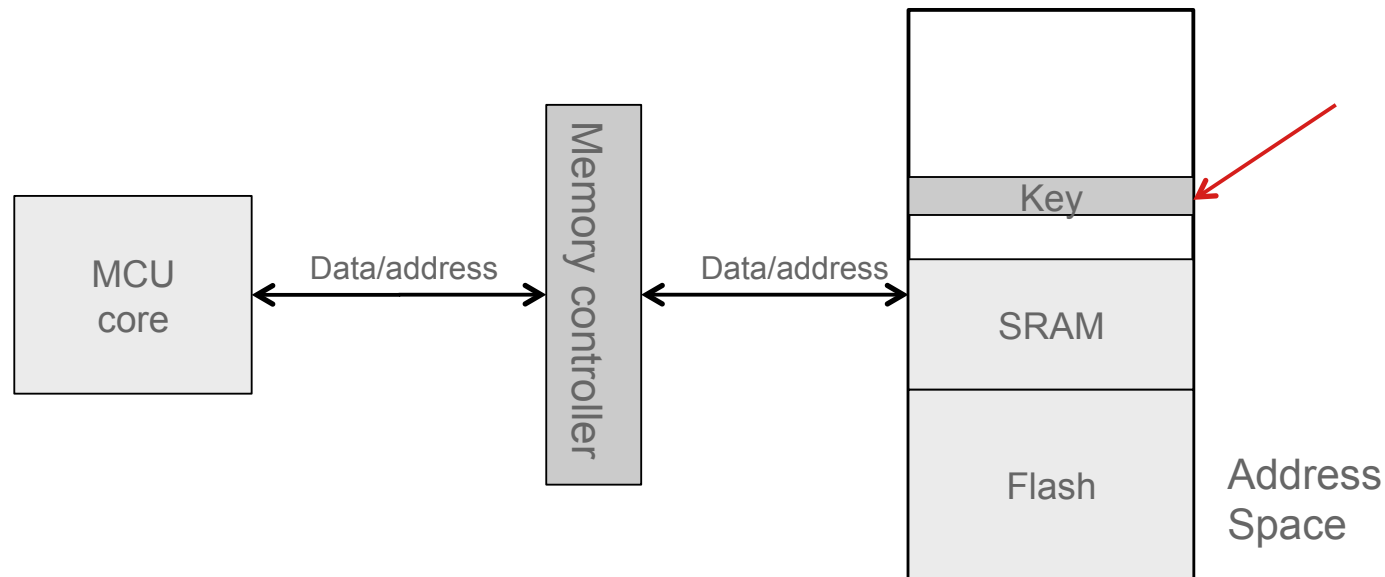 MCU
core
Data/address
Memory controller
Data/address
Key
SRAM
Flash
Address
Space